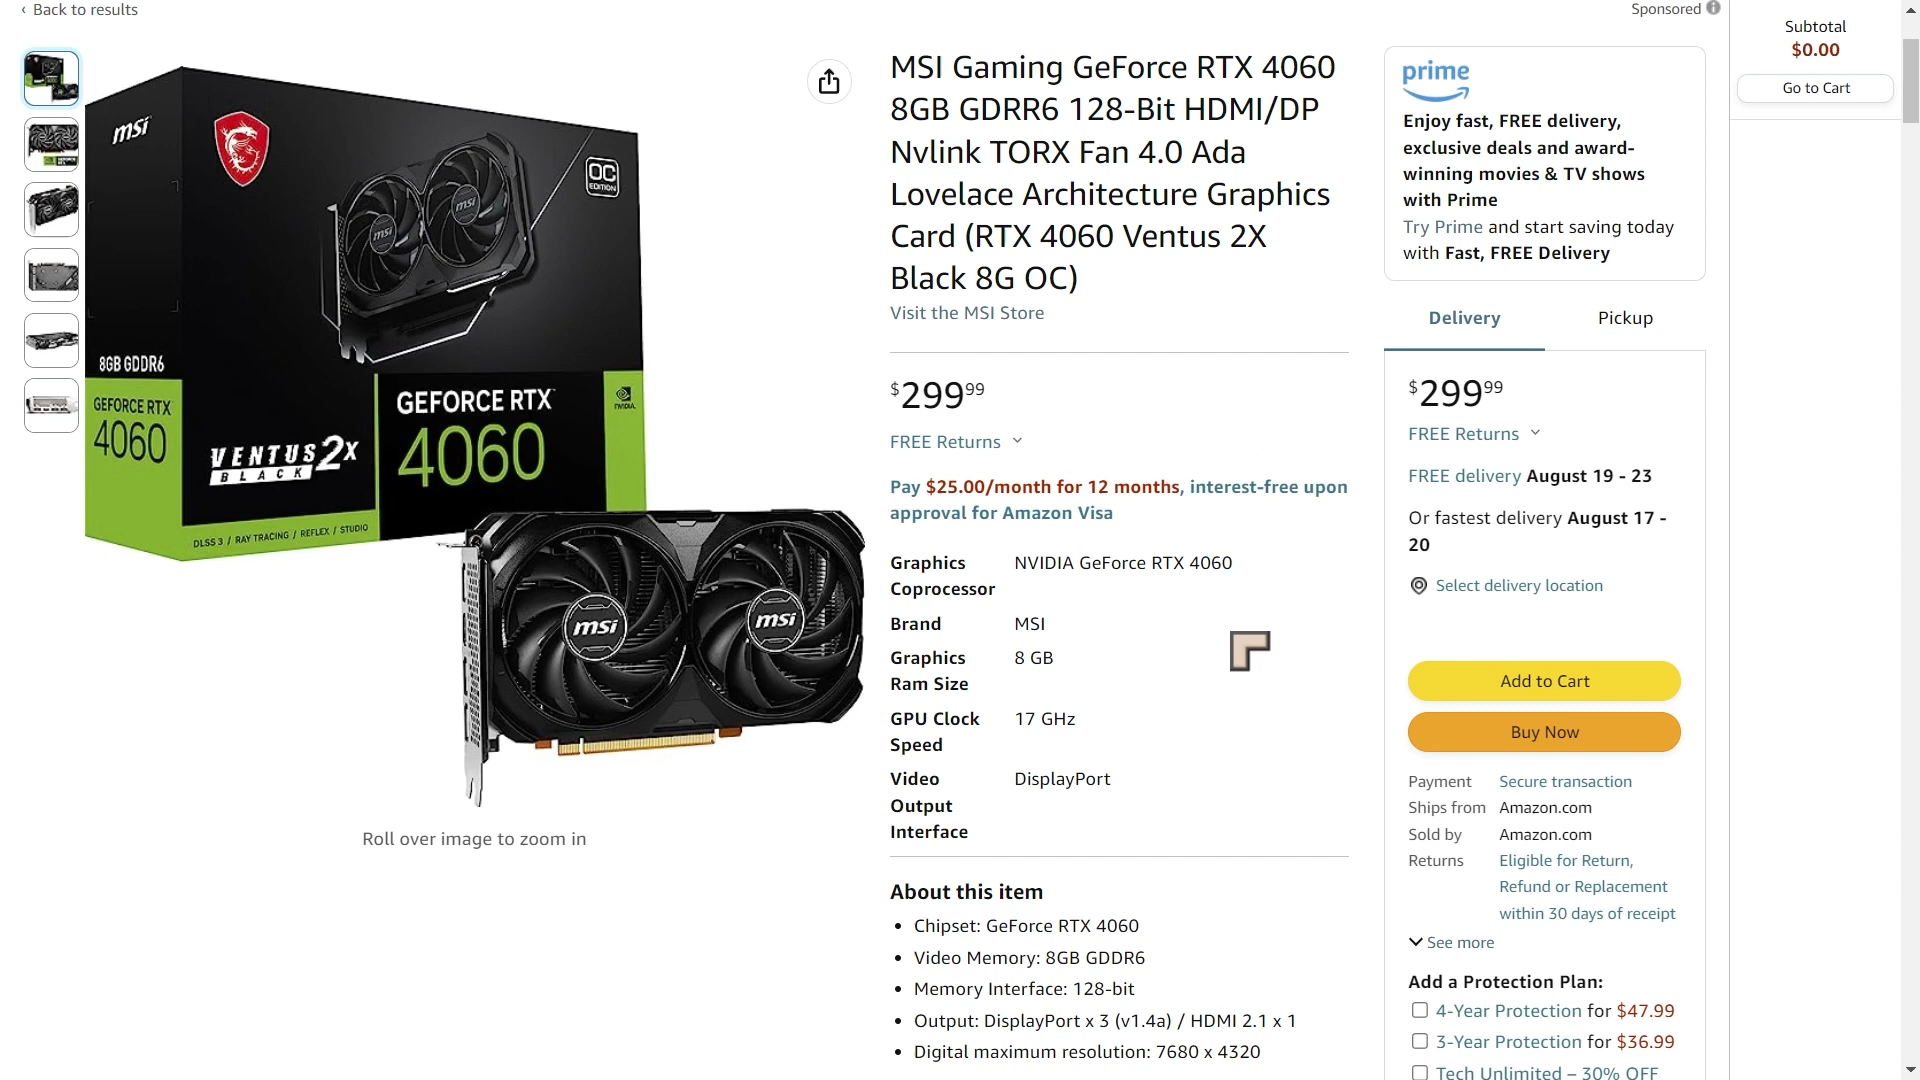 ‹ Back to results
Sponsored
msi
OC
EDITION
msi
msi
8GB GDDR6
GEFORCE RTX
4060
VENTUS 2X
BLACK
GEFORCE RTX™
4060
NVIDIA
DLSS 3 / RAY TRACING / REFLEX / STUDIO
msi
msi
Roll over image to zoom in
MSI Gaming GeForce RTX 4060
8GB GDRR6 128-Bit HDMI/DP
Nvlink TORX Fan 4.0 Ada
Lovelace Architecture Graphics
Card (RTX 4060 Ventus 2X
Black 8G OC)
Visit the MSI Store
$299.99
FREE Returns
Pay $25.00/month for 12 months, interest-free upon
approval for Amazon Visa
Graphics Coprocessor NVIDIA GeForce RTX 4060
Brand MSI
Graphics Ram Size 8 GB
GPU Clock Speed 17 GHz
Video Output Interface DisplayPort
About this item
• Chipset: GeForce RTX 4060
• Video Memory: 8GB GDDR6
• Memory Interface: 128-bit
• Output: DisplayPort x 3 (v1.4a) / HDMI 2.1 x 1
• Digital maximum resolution: 7680 x 4320
prime
Enjoy fast, FREE delivery,
exclusive deals and award-
winning movies & TV shows
with Prime
Try Prime and start saving today
with Fast, FREE Delivery
Delivery Pickup
$299.99
FREE Returns
FREE delivery August 19 - 23
Or fastest delivery August 17 -
20
Select delivery location
Add to Cart
Buy Now
Payment Secure transaction
Ships from Amazon.com
Sold by Amazon.com
Returns Eligible for Return,
Refund or Replacement
within 30 days of receipt
See more
Add a Protection Plan:
4-Year Protection for $47.99
3-Year Protection for $36.99
Tech Unlimited – 30% OFF
Subtotal
$0.00
Go to Cart